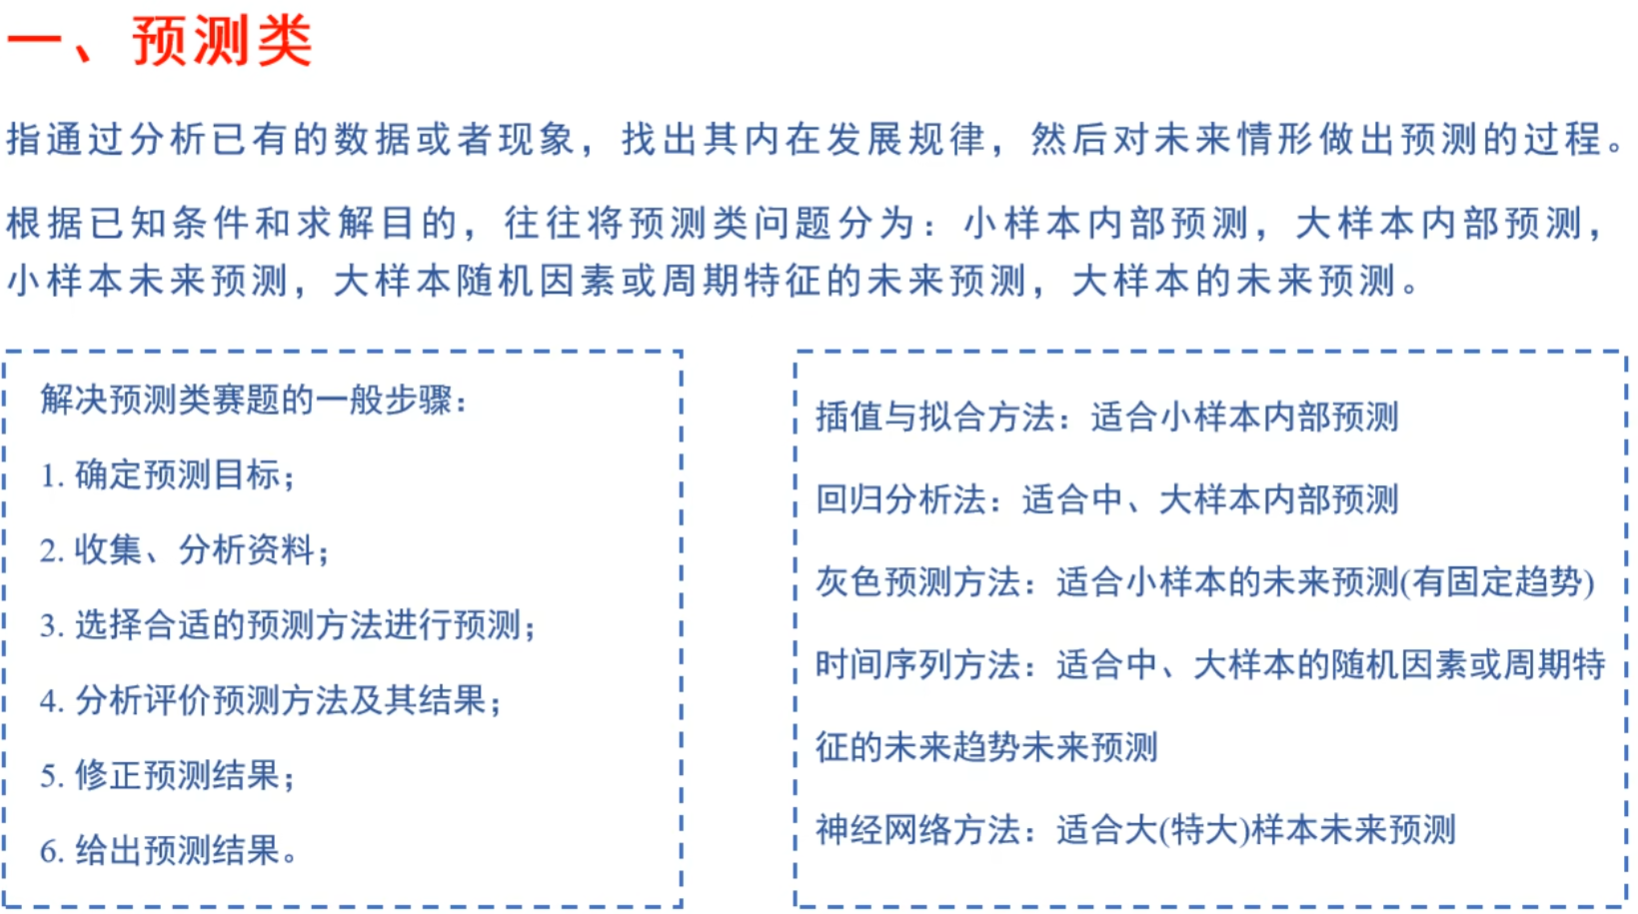 一、预测类
指通过分析已有的数据或者现象，找出其内在发展规律，然后对未来情形做出预测的过程。
根据已知条件和求解目的，往往将预测类问题分为：小样本内部预测，大样本内部预测，
小样本未来预测，大样本随机因素或周期特征的未来预测，大样本的未来预测。
解决预测类赛题的一般步骤：
1. 确定预测目标；
2. 收集、分析资料；
3. 选择合适的预测方法进行预测；
4. 分析评价预测方法及其结果；
5. 修正预测结果；
6. 给出预测结果。
插值与拟合方法：适合小样本内部预测
回归分析法：适合中、大样本内部预测
灰色预测方法：适合小样本的未来预测(有固定趋势)
时间序列方法：适合中、大样本的随机因素或周期特
征的未来趋势未来预测
神经网络方法：适合大(特大)样本未来预测